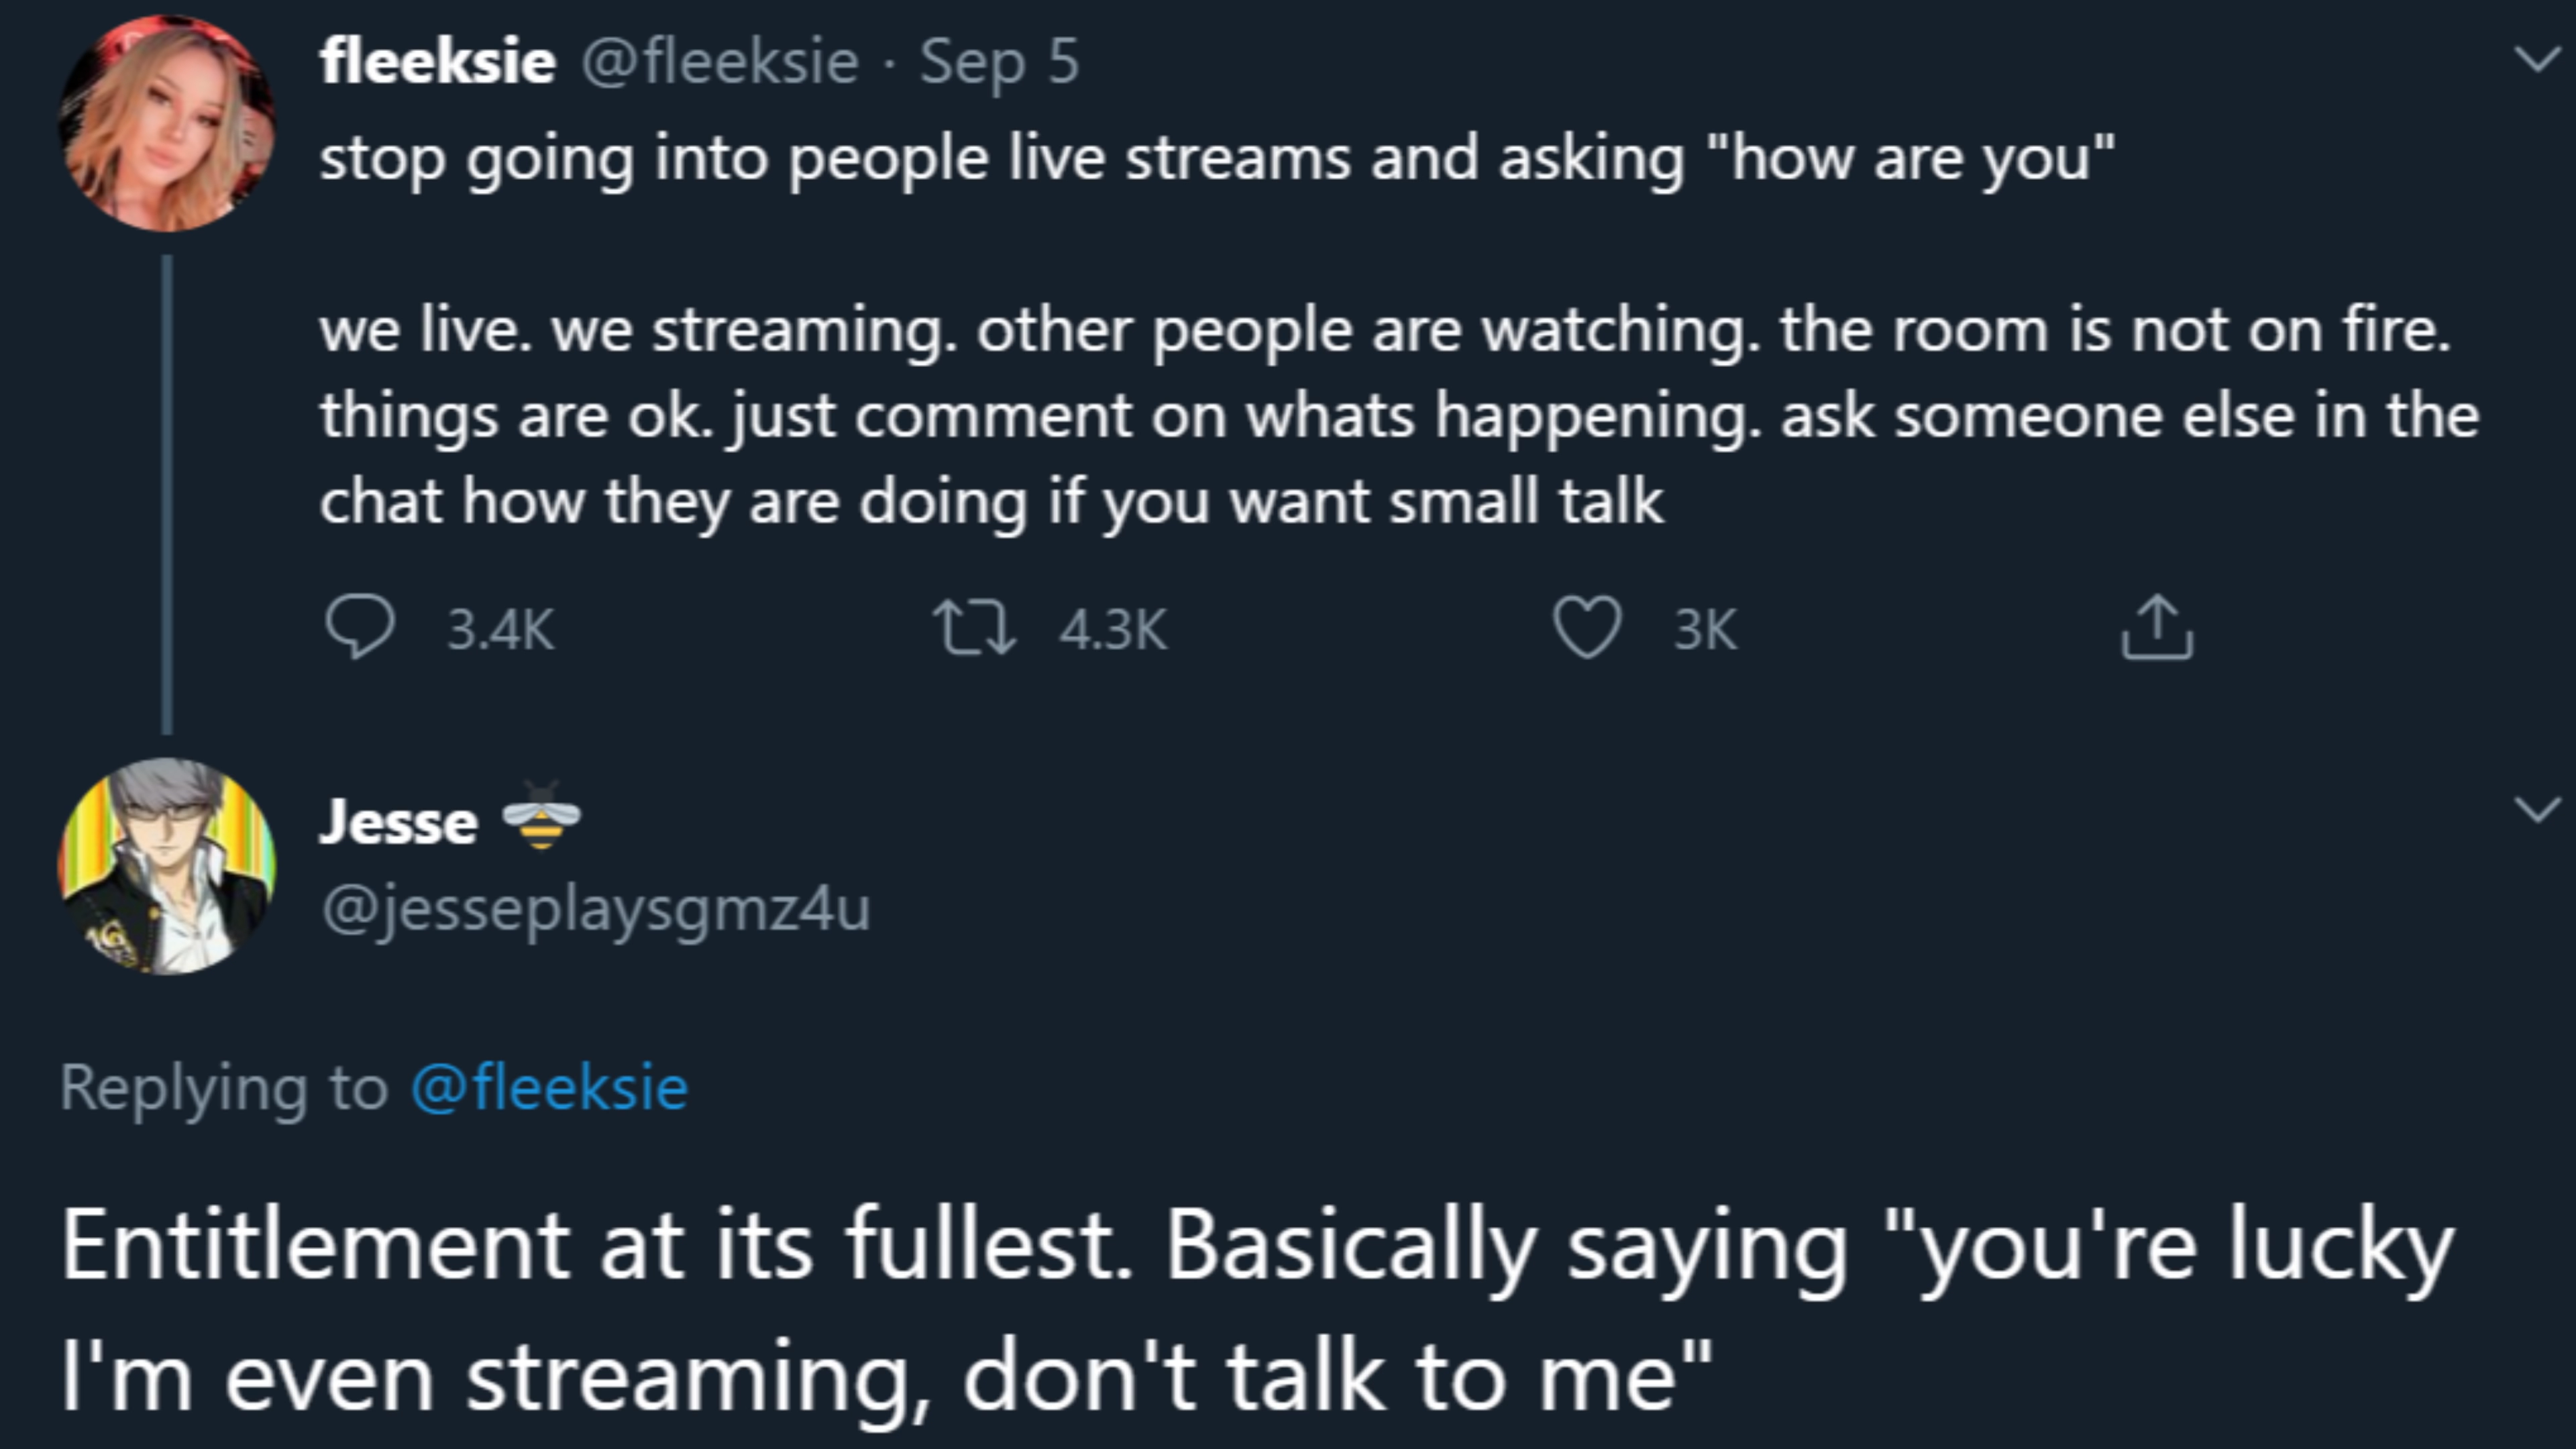 fleeksie @fleeksie · Sep 5
stop going into people live streams and asking "how are you"
we live. we streaming. other people are watching. the room is not on fire.
things are ok. just comment on whats happening. ask someone else in the
chat how they are doing if you want small talk
3.4K 4.3K 3K
Jesse 🐝
@jesseplaysgmz4u
Replying to @fleeksie
Entitlement at its fullest. Basically saying "you're lucky
I'm even streaming, don't talk to me"